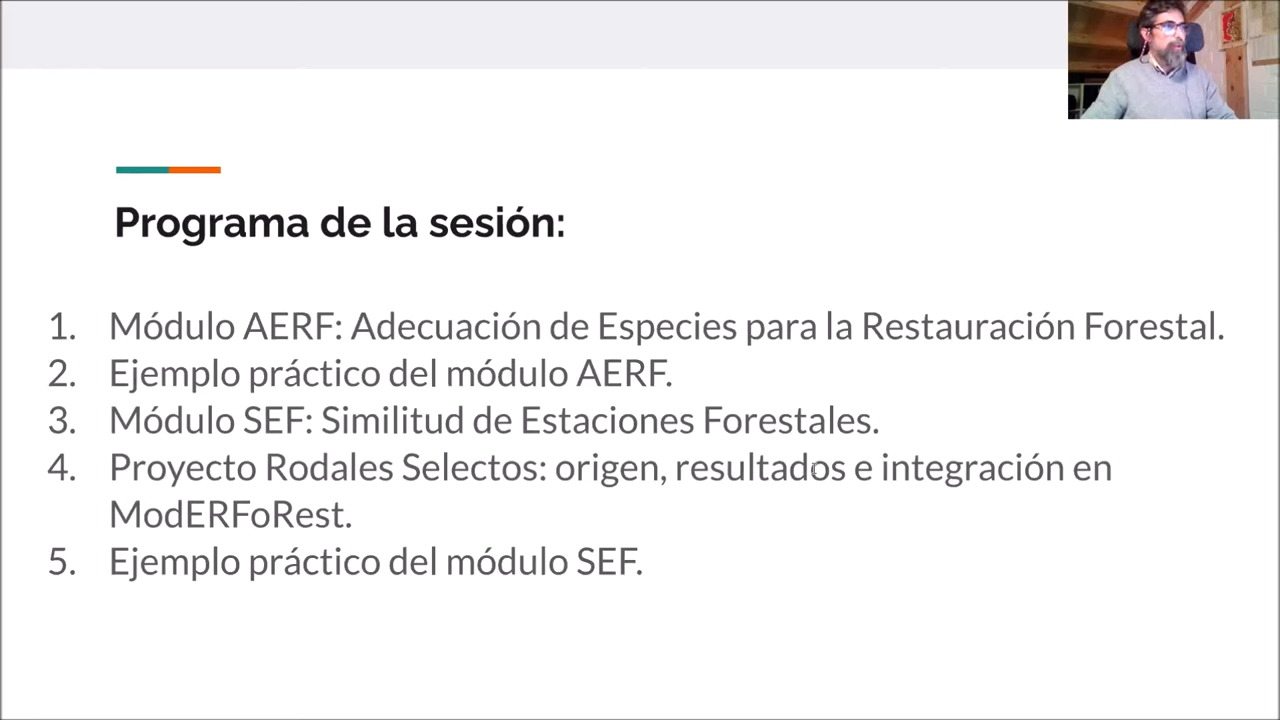 Programa de la sesión:
1. Módulo AERF: Adecuación de Especies para la Restauración Forestal.
2. Ejemplo práctico del módulo AERF.
3. Módulo SEF: Similitud de Estaciones Forestales.
4. Proyecto Rodales Selectos: origen, resultados e integración en
ModERFoRest.
5. Ejemplo práctico del módulo SEF.